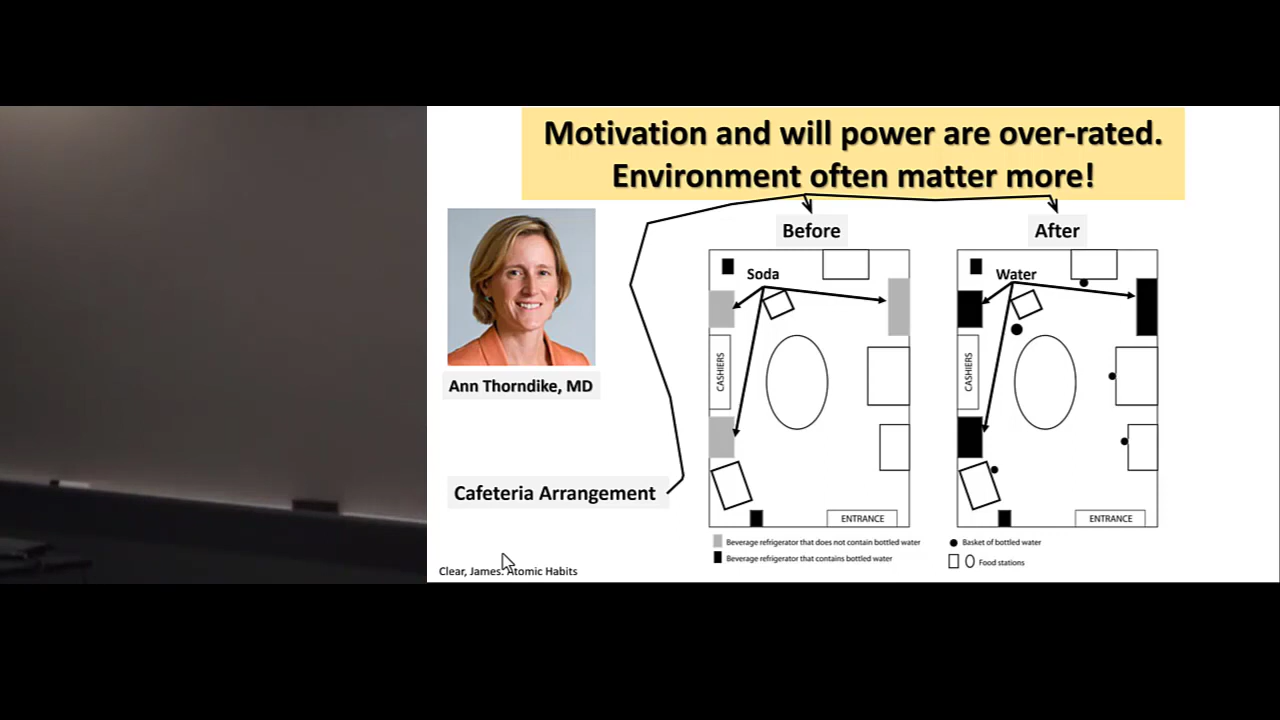 Motivation and will power are over-rated.
Environment often matter more!
Before
After
Soda
Water
CASHIERS
CASHIERS
Ann Thorndike, MD
Cafeteria Arrangement
ENTRANCE
ENTRANCE
Beverage refrigerator that does not contain bottled water
Beverage refrigerator that contains bottled water
Basket of bottled water
Food stations
Clear, James. Atomic Habits